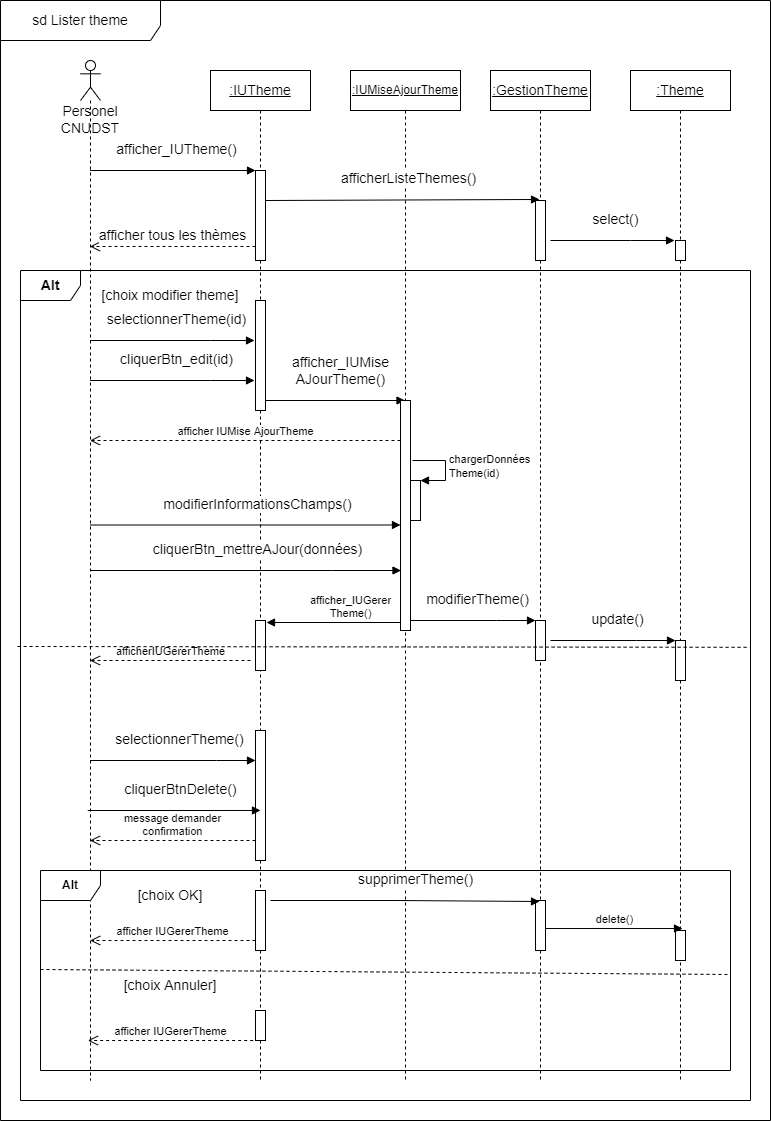 sd Lister theme
Personel
CNUDST
:IUTheme
:IUMiseAjourTheme
:GestionTheme
:Theme
afficher_IUTheme()
afficherListeThemes()
select()
afficher tous les thèmes
Alt
[choix modifier theme]
selectionnerTheme(id)
cliquerBtn_edit(id)
afficher_IUMise
AJourTheme()
afficher IUMise AjourTheme
chargerDonnées
Theme(id)
modifierInformationsChamps()
cliquerBtn_mettreAJour(données)
afficher_IUGerer
Theme()
modifierTheme()
update()
afficherIUGererTheme
selectionnerTheme()
cliquerBtnDelete()
message demander
confirmation
Alt
[choix OK]
supprimerTheme()
delete()
afficher IUGererTheme
[choix Annuler]
afficher IUGererTheme